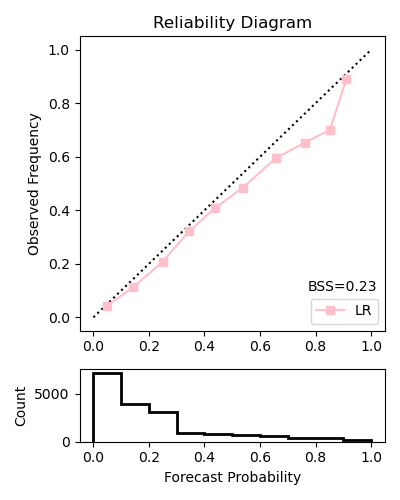 Reliability Diagram
1.0
0.8
0.6
0.4
0.2
0.0
Observed Frequency
BSS=0.23
LR
0.0 0.2 0.4 0.6 0.8 1.0
5000
0
Count
0.0 0.2 0.4 0.6 0.8 1.0
Forecast Probability